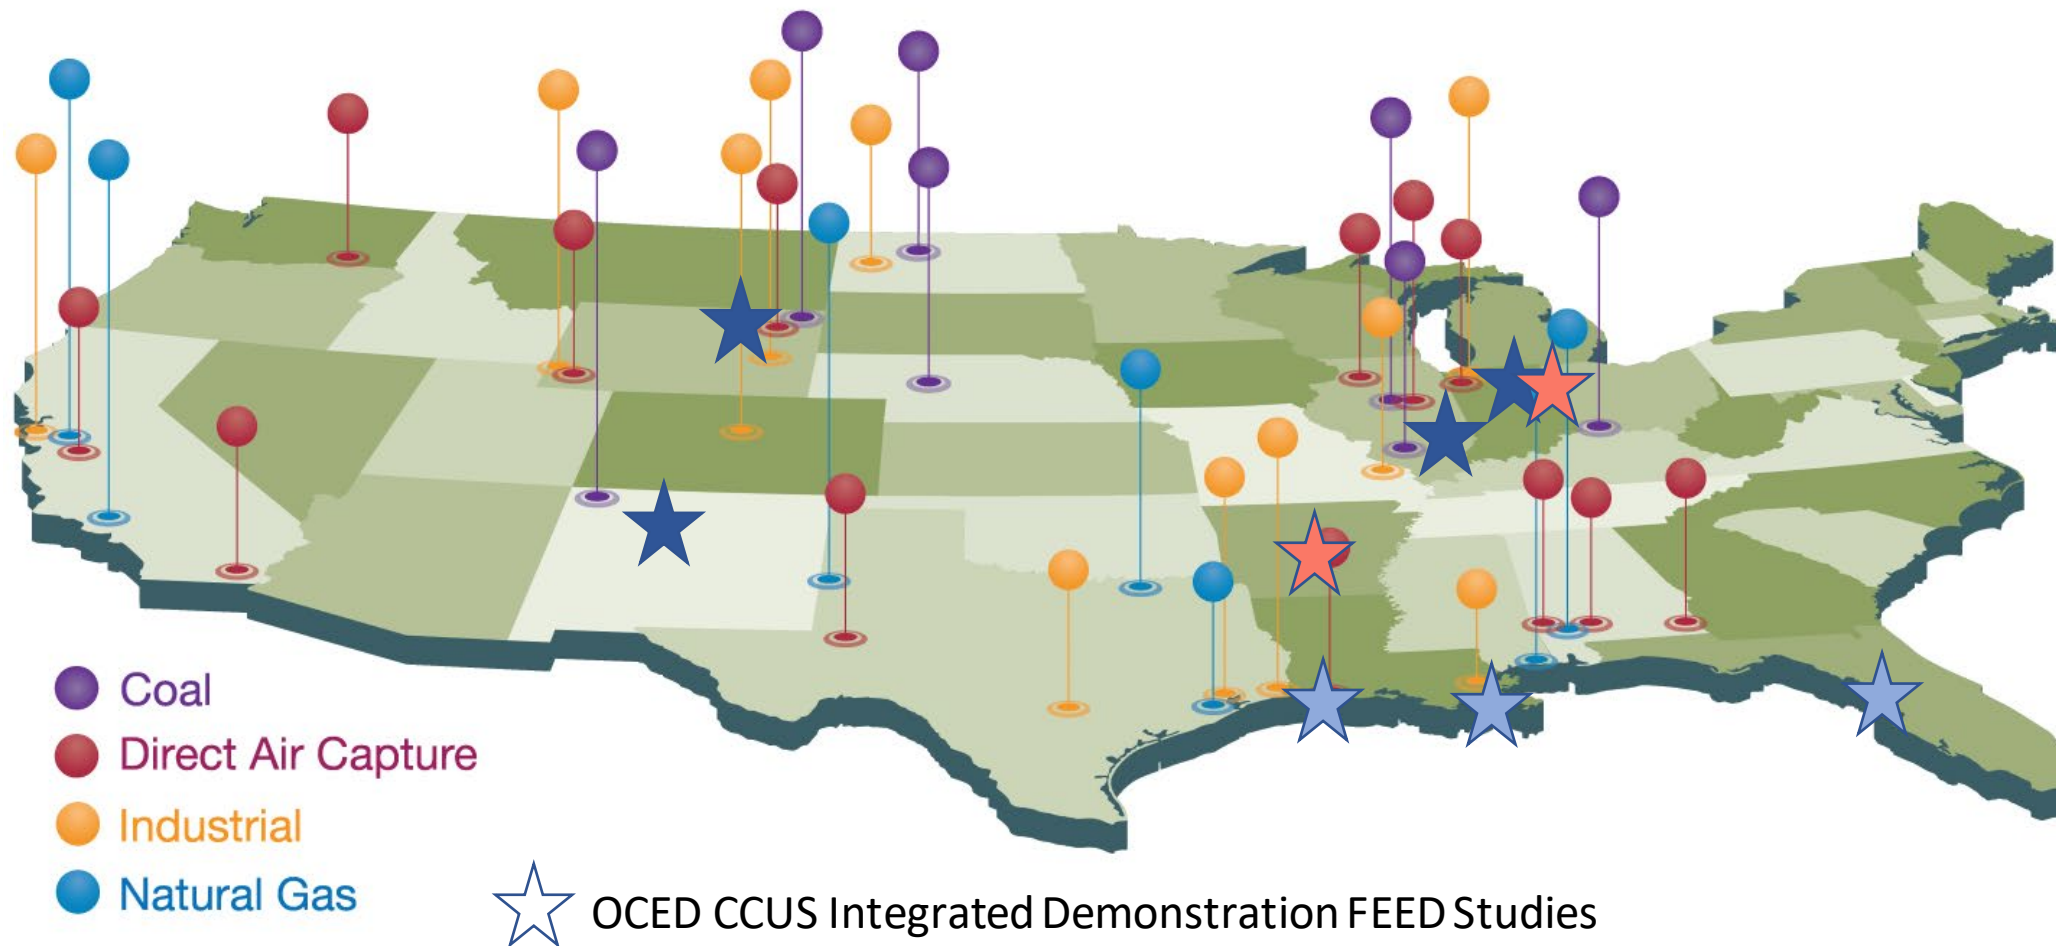 Coal
Direct Air Capture
Industrial
Natural Gas
OCED CCUS Integrated Demonstration FEED Studies